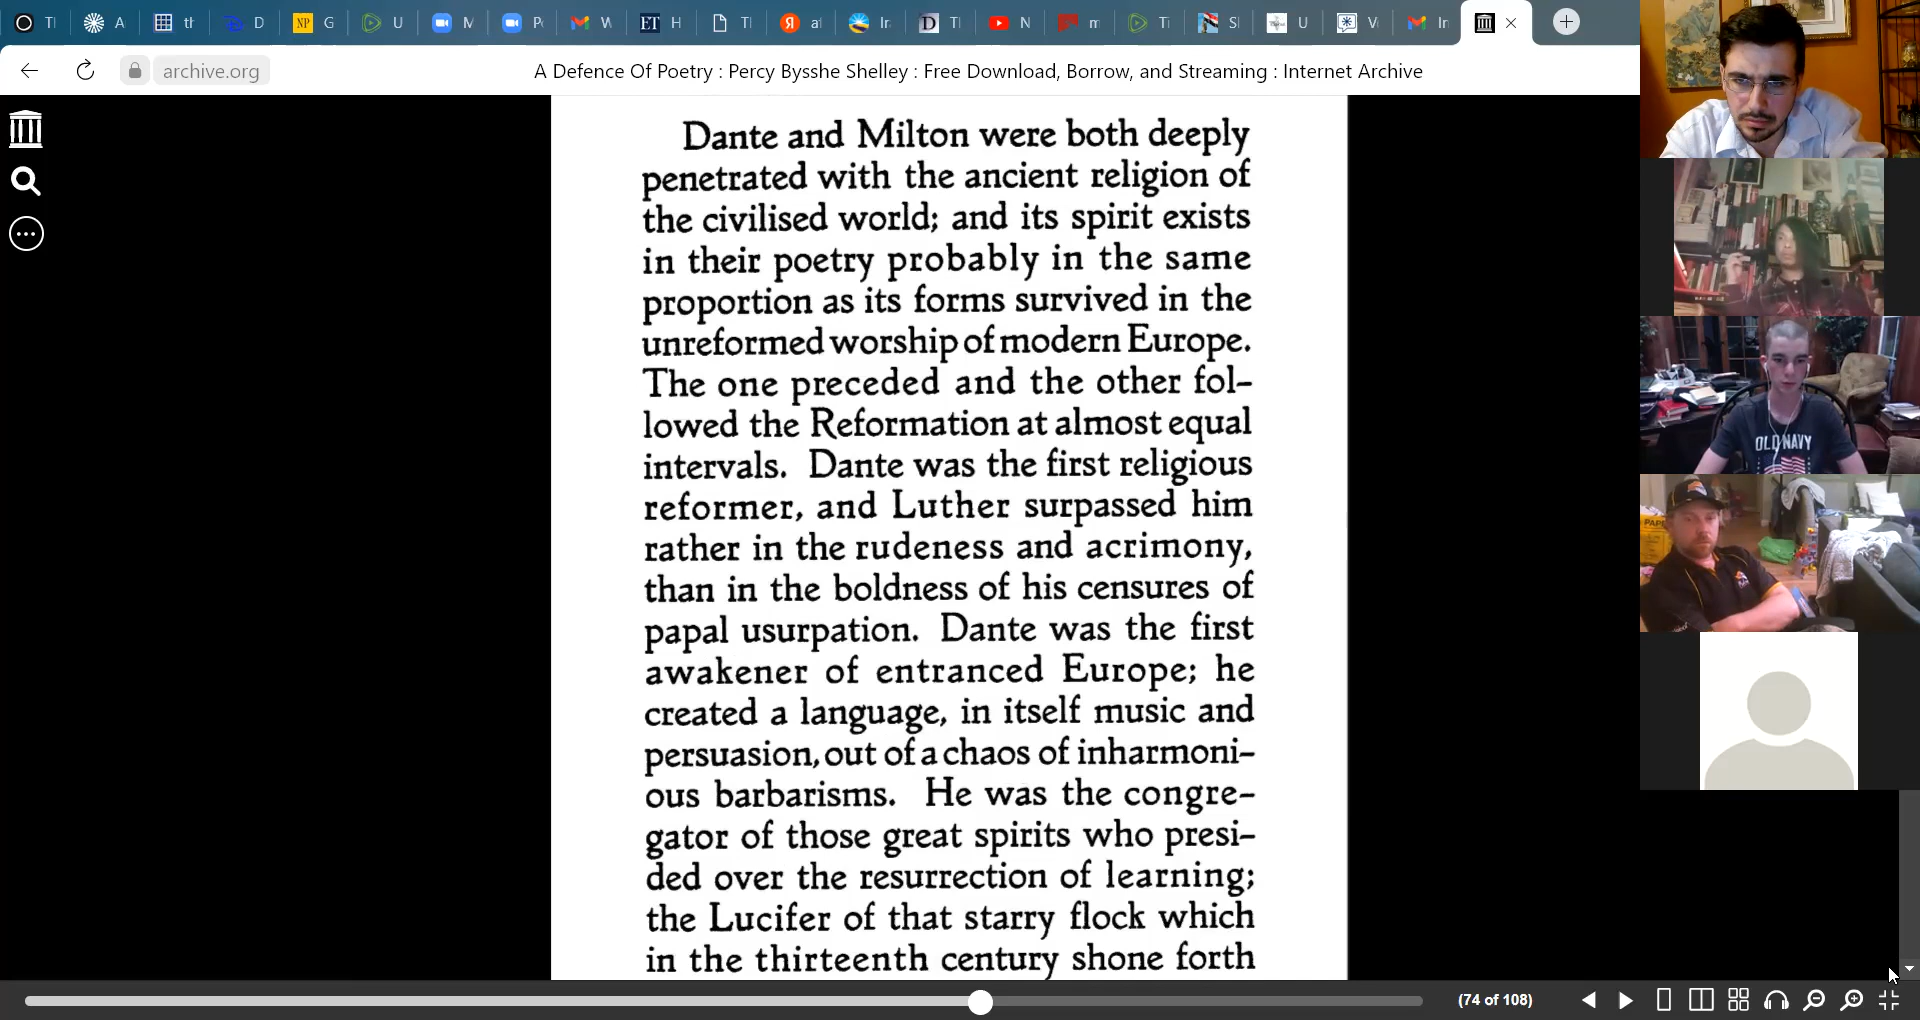 T
A
th
D
G
U
M
P
W
H
T
a
Ir
T
N
m
Ti
S
U
V
Ir
archive.org
A Defence Of Poetry : Percy Bysshe Shelley : Free Download, Borrow, and Streaming : Internet Archive
Dante and Milton were both deeply
penetrated with the ancient religion of
the civilised world; and its spirit exists
in their poetry probably in the same
proportion as its forms survived in the
unreformed worship of modern Europe.
The one preceded and the other fol-
lowed the Reformation at almost equal
intervals. Dante was the first religious
reformer, and Luther surpassed him
rather in the rudeness and acrimony,
than in the boldness of his censures of
papal usurpation. Dante was the first
awakener of entranced Europe; he
created a language, in itself music and
persuasion, out of a chaos of inharmoni-
ous barbarisms. He was the congre-
gator of those great spirits who presi-
ded over the resurrection of learning;
the Lucifer of that starry flock which
in the thirteenth century shone forth
OLD NAVY
(74 of 108)